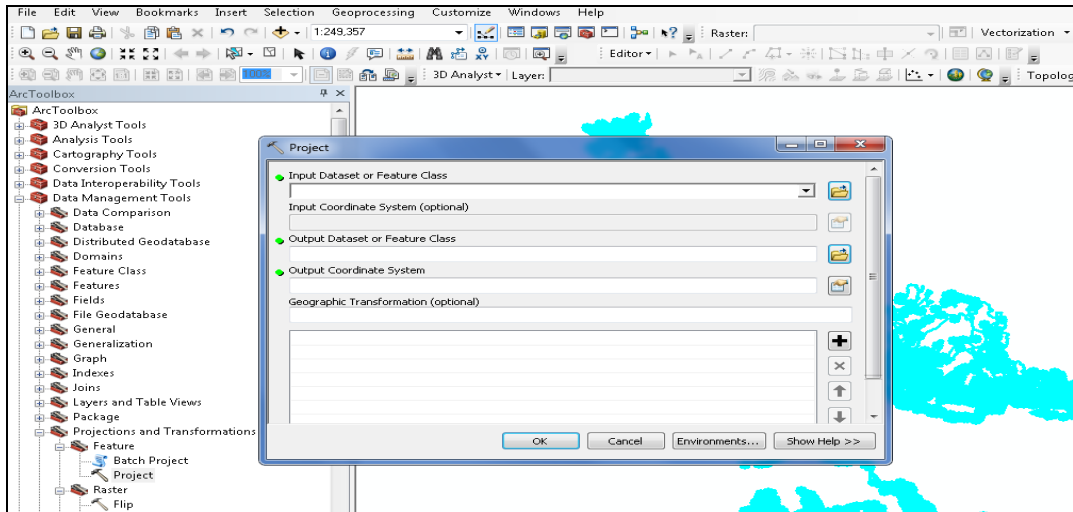 File Edit View Bookmarks Insert Selection Geoprocessing Customize Windows Help
1:249,357 Raster: Vectorization
Editor
100% 3D Analyst Layer: Topolog
ArcToolbox
ArcToolbox
3D Analyst Tools
Analysis Tools
Cartography Tools
Conversion Tools
Data Interoperability Tools
Data Management Tools
Data Comparison
Database
Distributed Geodatabase
Domains
Feature Class
Features
Fields
File Geodatabase
General
Generalization
Graph
Indexes
Joins
Layers and Table Views
Package
Projections and Transformations
Feature
Batch Project
Project
Raster
Flip
Project
Input Dataset or Feature Class
Input Coordinate System (optional)
Output Dataset or Feature Class
Output Coordinate System
Geographic Transformation (optional)
OK Cancel Environments... Show Help >>